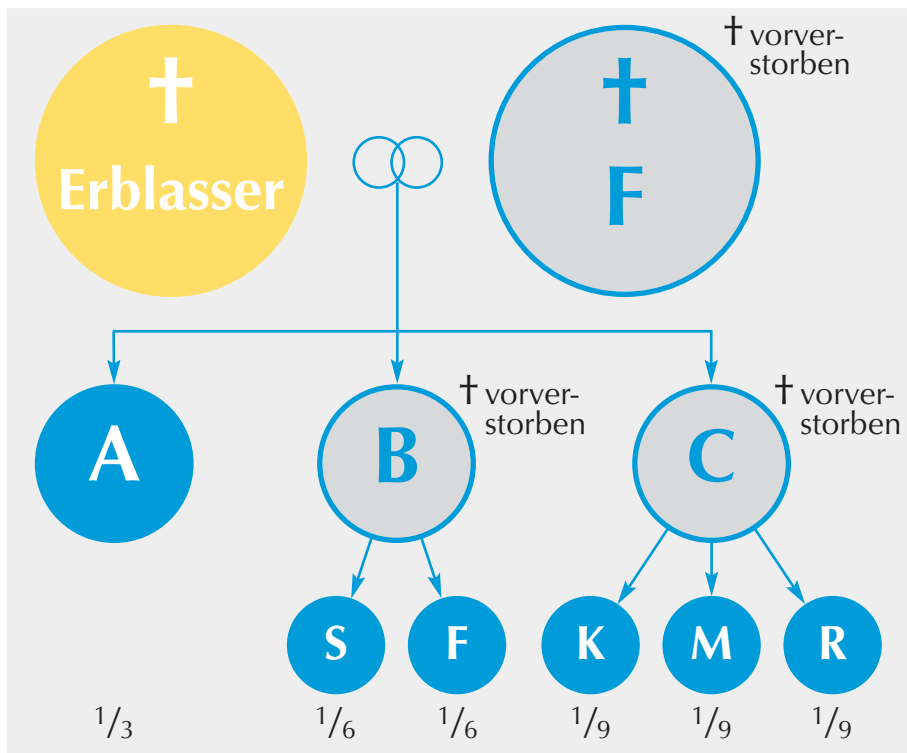 † vorver-
storben
†
Erblasser
†
F
† vorver-
storben
† vorver-
storben
A
B
C
S
F
K
M
R
1/3
1/6
1/6
1/9
1/9
1/9